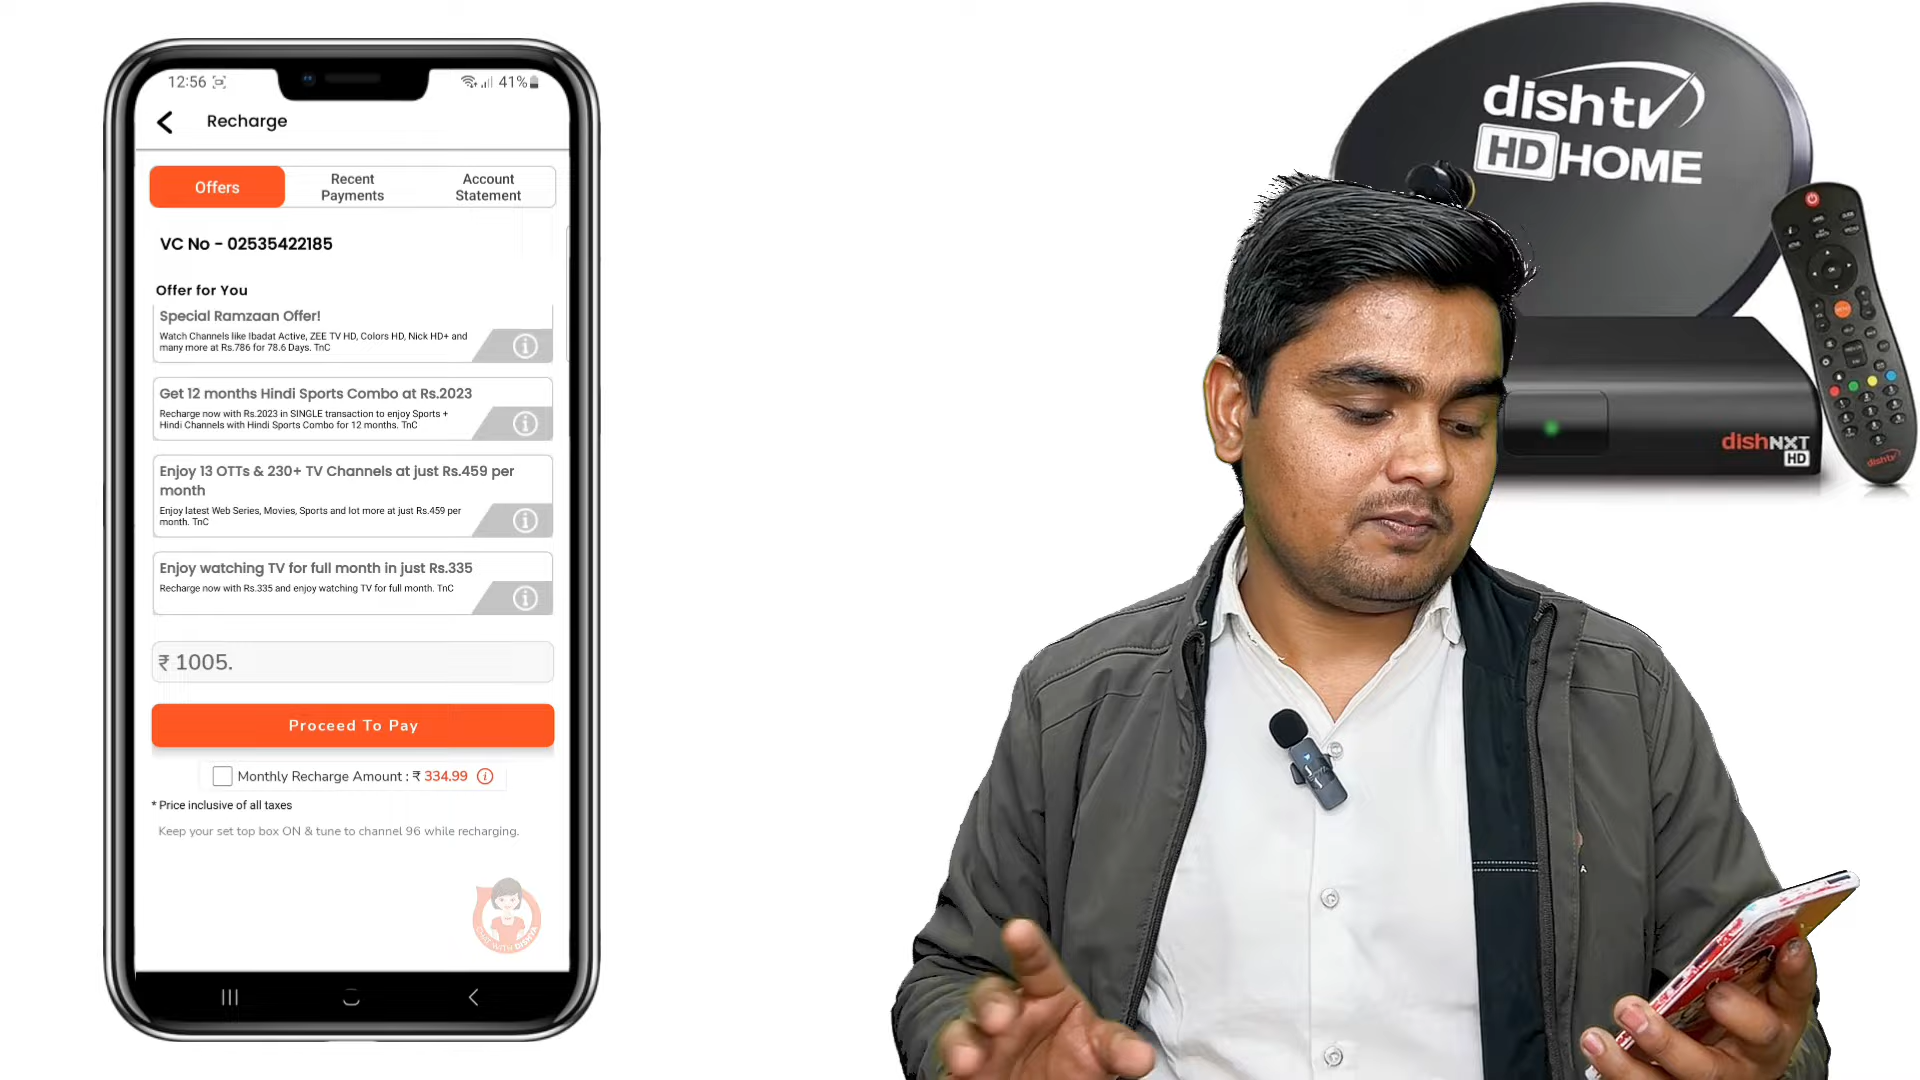 12:56
41%
Recharge
Offers
Recent
Payments
Account
Statement
VC No - 02535422185
Offer for You
Special Ramzaan Offer!
Watch Channels like Ibadat Active, ZEE TV HD, Colors HD, Nick HD+ and
many more at Rs.786 for 78.6 Days. TnC
Get 12 months Hindi Sports Combo at Rs.2023
Recharge now with Rs.2023 in SINGLE transaction to enjoy Sports +
Hindi Channels with Hindi Sports Combo for 12 months. TnC
Enjoy 13 OTTs & 230+ TV Channels at just Rs.459 per
month
Enjoy latest Web Series, Movies, Sports and lot more at just Rs.459 per
month. TnC
Enjoy watching TV for full month in just Rs.335
Recharge now with Rs.335 and enjoy watching TV for full month. TnC
₹ 1005.
Proceed To Pay
Monthly Recharge Amount : ₹ 334.99
* Price inclusive of all taxes
Keep your set top box ON & tune to channel 96 while recharging.
CHAT WITH DISHYA
dishtv
HD HOME
dishNXT
HD
dishtv